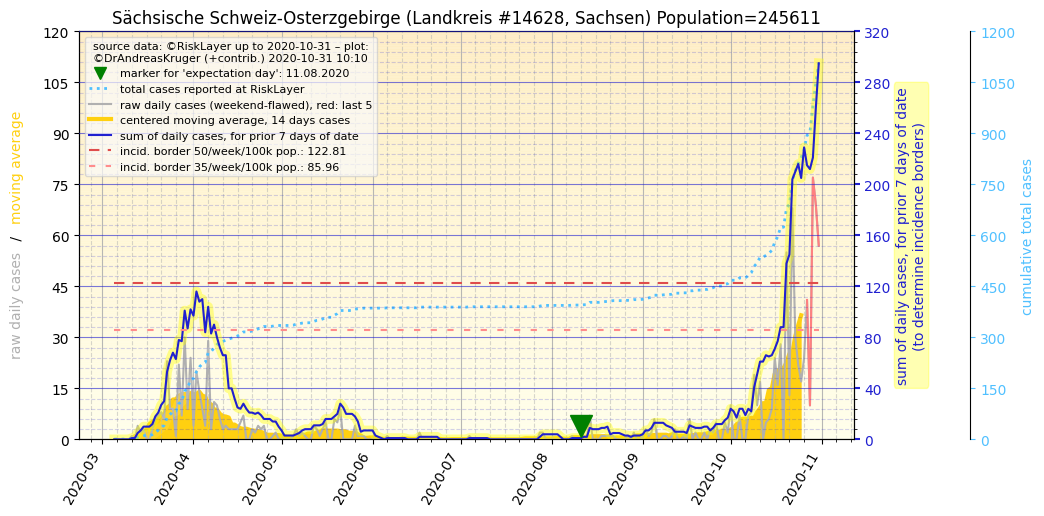 Sächsische Schweiz-Osterzgebirge (Landkreis #14628, Sachsen) Population=245611
source data: ©RiskLayer up to 2020-10-31 – plot:
©DrAndreasKruger (+contrib.) 2020-10-31 10:10
marker for 'expectation day': 11.08.2020
total cases reported at RiskLayer
raw daily cases (weekend-flawed), red: last 5
centered moving average, 14 days cases
sum of daily cases, for prior 7 days of date
incid. border 50/week/100k pop.: 122.81
incid. border 35/week/100k pop.: 85.96
raw daily cases / moving average
120
105
90
75
60
45
30
15
0
2020-03
2020-04
2020-05
2020-06
2020-07
2020-08
2020-09
2020-10
2020-11
320
280
240
200
160
120
80
40
0
sum of daily cases, for prior 7 days of date
(to determine incidence borders)
1200
1050
900
750
600
450
300
150
0
cumulative total cases